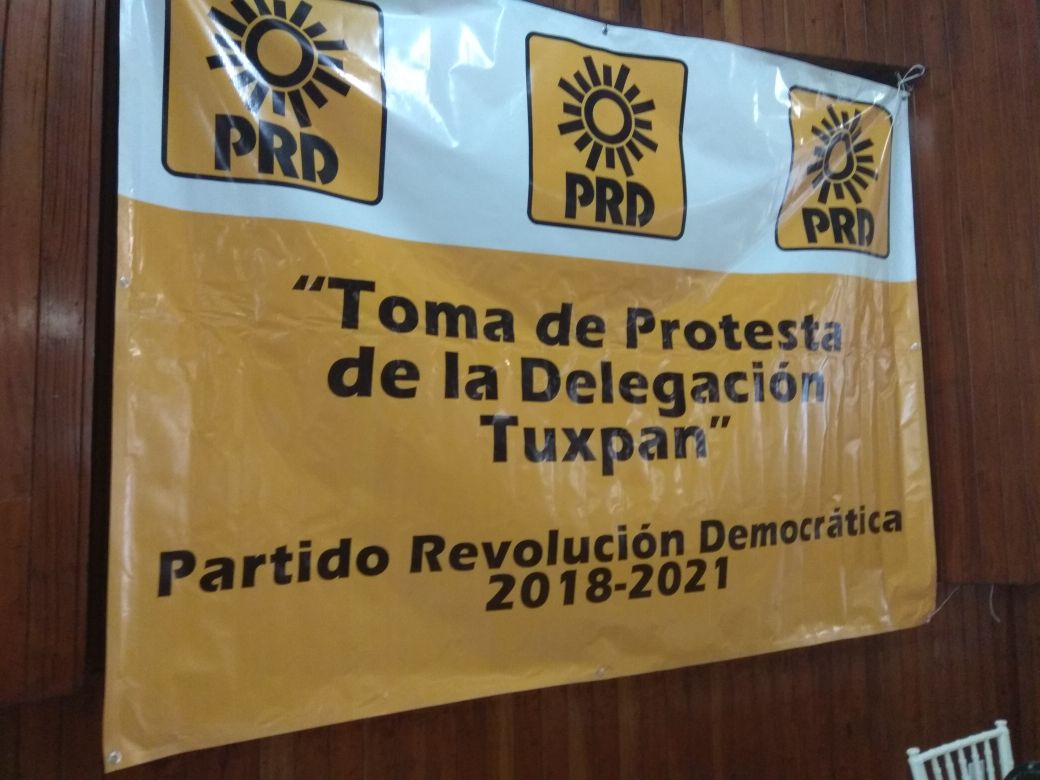 PRD PRD PRD
“Toma de Protesta
de la Delegación
Tuxpan”
Partido Revolución Democrática
2018-2021